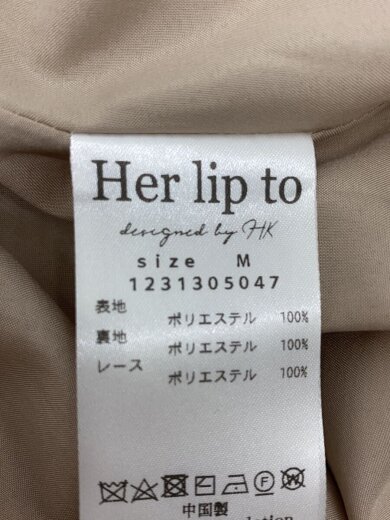 Her lip to
designed by HK
size M
1231305047
表地
ポリエステル 100%
裏地
ポリエステル 100%
レース
ポリエステル 100%
中国製